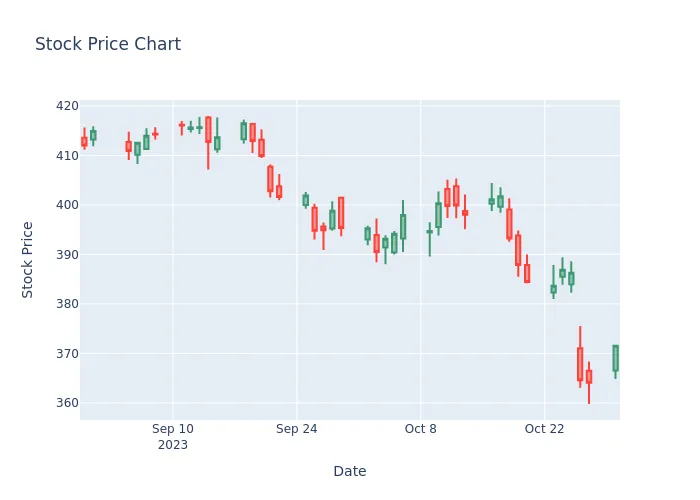 Stock Price Chart
420
410
400
390
380
370
360
Stock Price
Sep 10
2023
Sep 24
Oct 8
Oct 22
Date